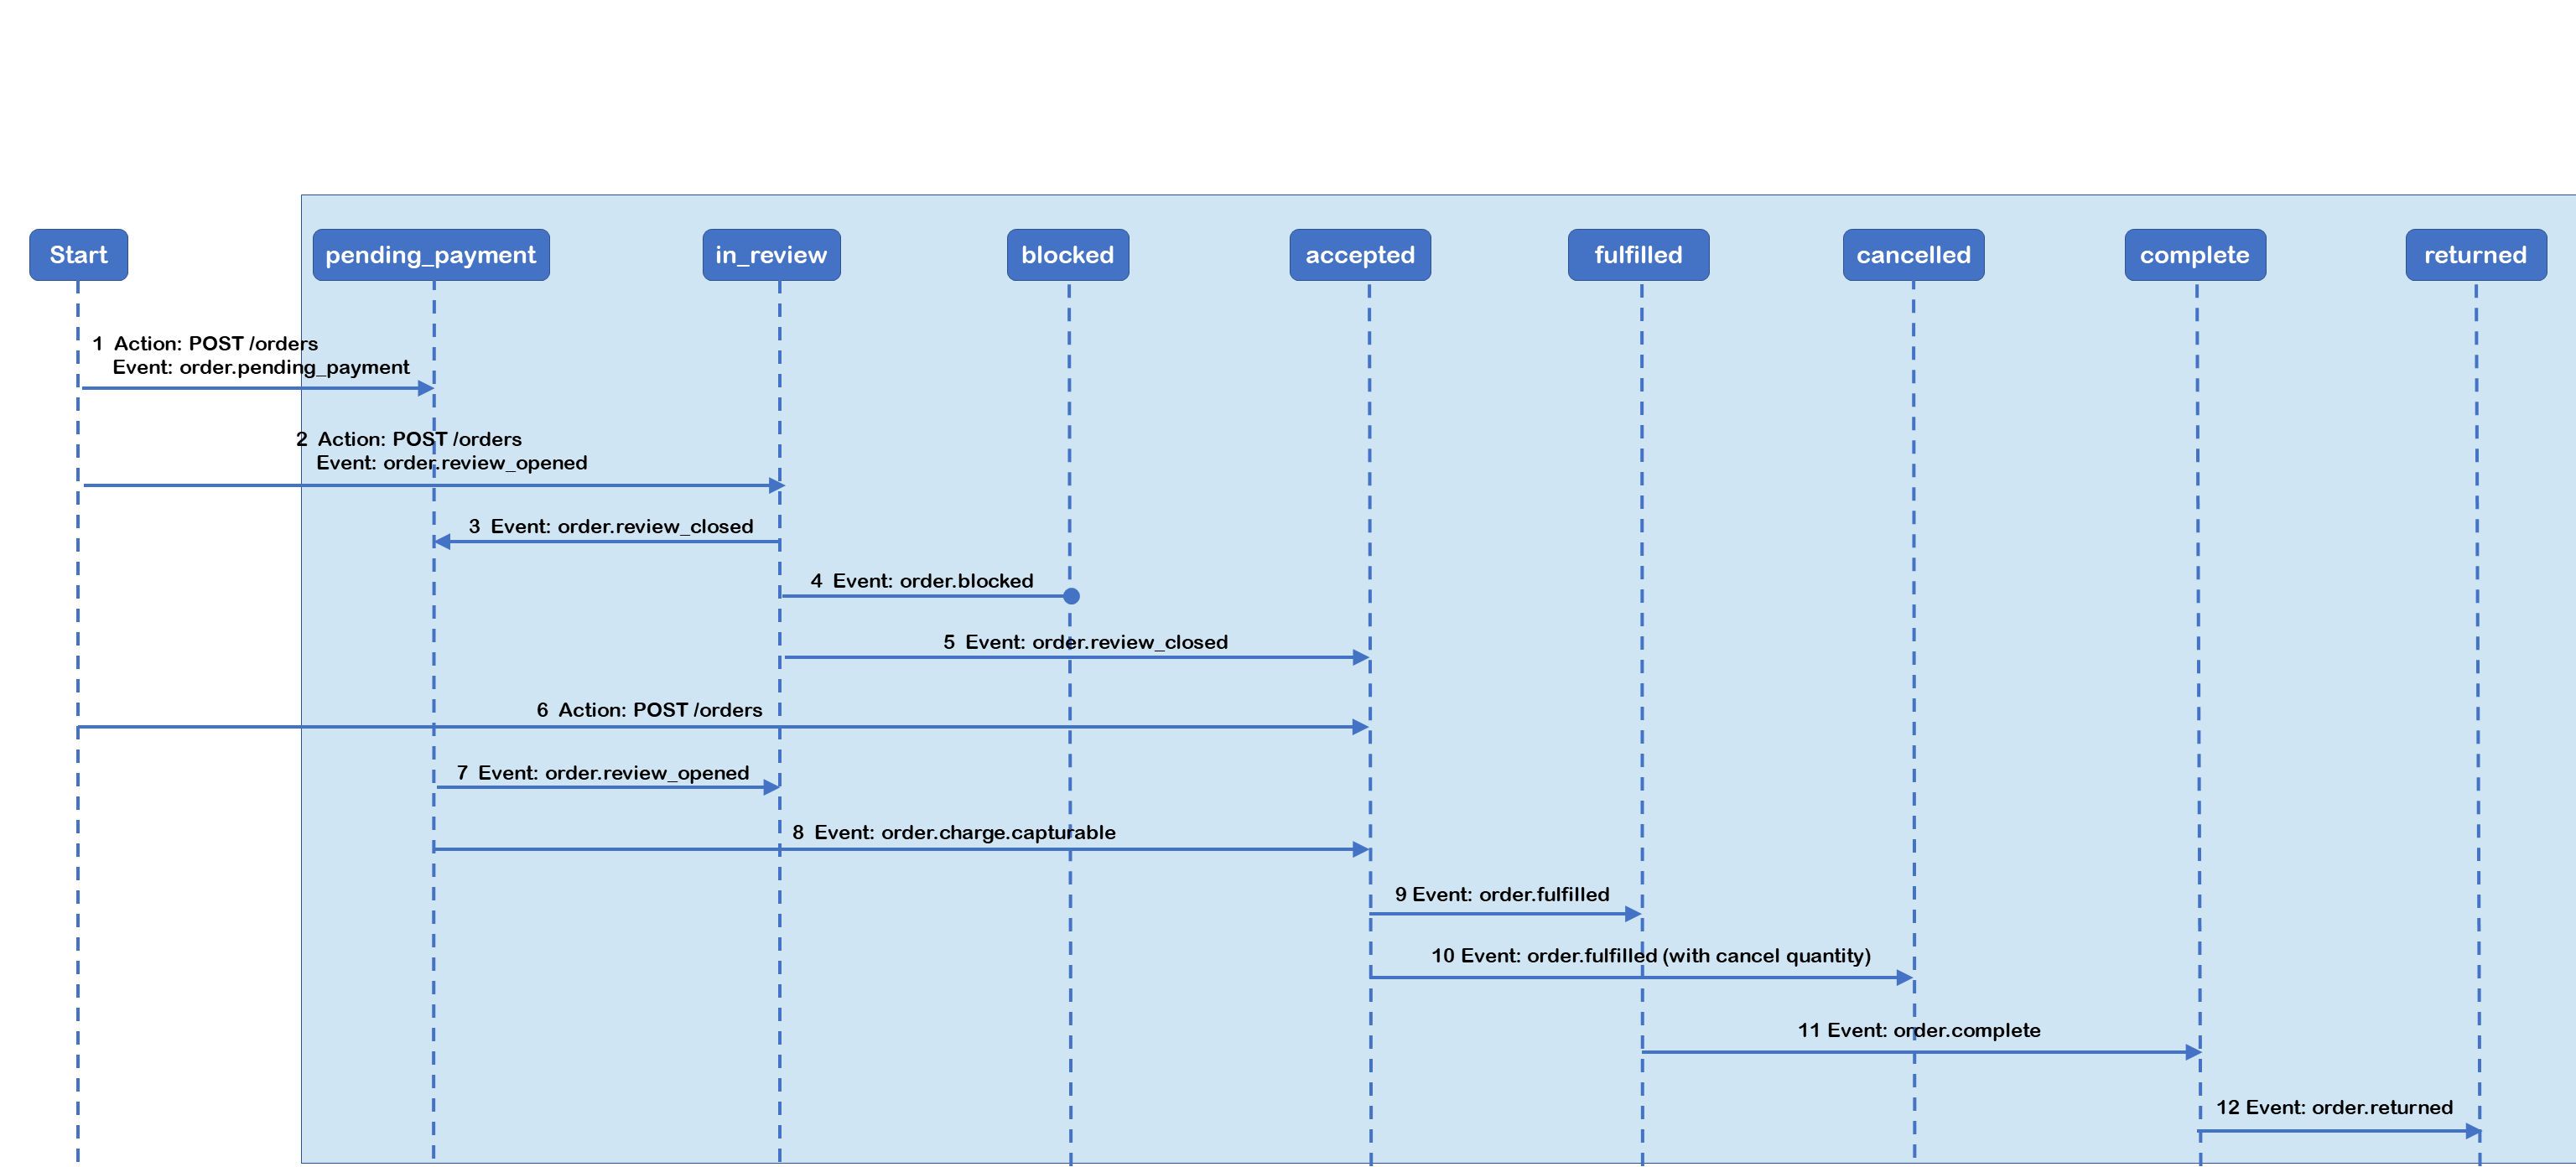 Start
pending_payment
in_review
blocked
accepted
fulfilled
cancelled
complete
returned
1 Action: POST /orders
Event: order.pending_payment
2 Action: POST /orders
Event: order.review_opened
3 Event: order.review_closed
4 Event: order.blocked
5 Event: order.review_closed
6 Action: POST /orders
7 Event: order.review_opened
8 Event: order.charge.capturable
9 Event: order.fulfilled
10 Event: order.fulfilled (with cancel quantity)
11 Event: order.complete
12 Event: order.returned